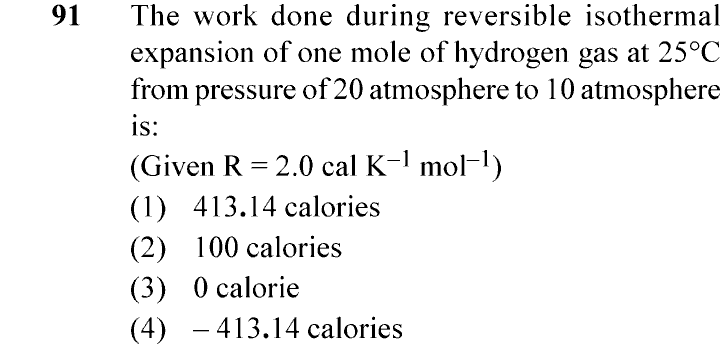 91 The work done during reversible isothermal
expansion of one mole of hydrogen gas at 25°C
from pressure of 20 atmosphere to 10 atmosphere
is:
(Given R = 2.0 cal K⁻¹ mol⁻¹)
(1) 413.14 calories
(2) 100 calories
(3) 0 calorie
(4) – 413.14 calories